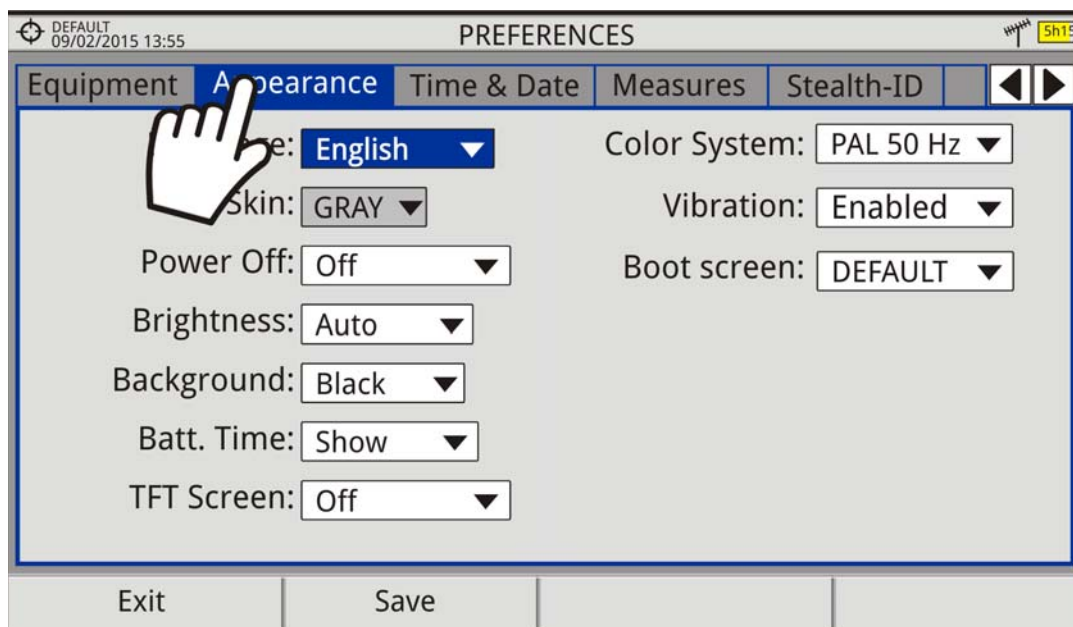 DEFAULT
09/02/2015 13:55
PREFERENCES
5h15
Equipment Appearance Time & Date Measures Stealth-ID
English
Color System: PAL 50 Hz
Skin: GRAY
Vibration: Enabled
Power Off: Off
Boot screen: DEFAULT
Brightness: Auto
Background: Black
Batt. Time: Show
TFT Screen: Off
Exit Save